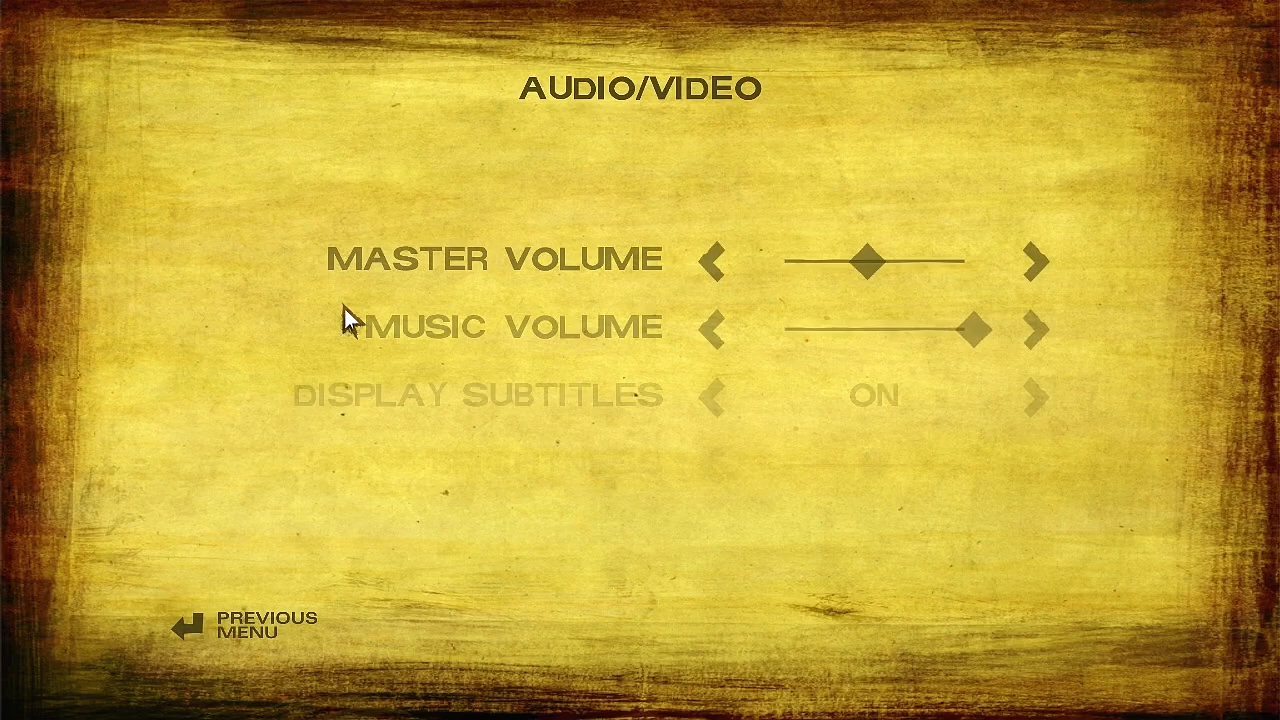 AUDIO/VIDEO
MASTER VOLUME
MUSIC VOLUME
DISPLAY SUBTITLES ON
PREVIOUS
MENU